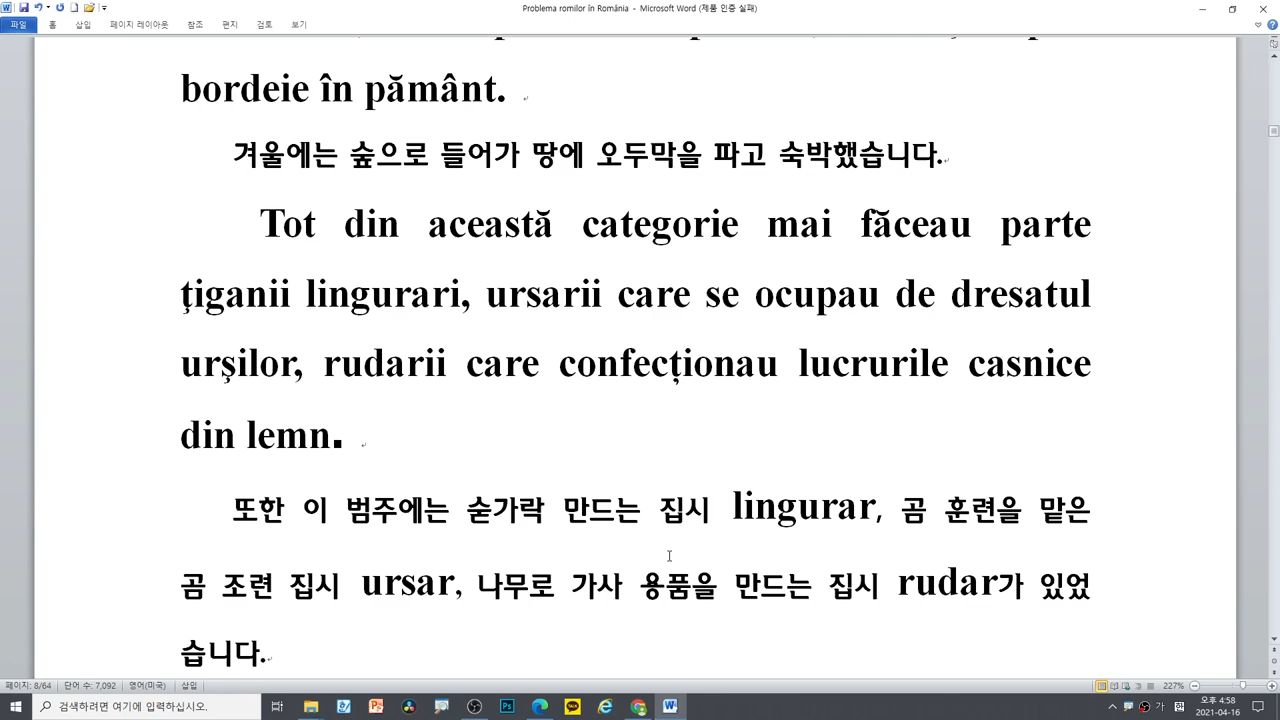 Problema romilor în România - Microsoft Word (제품 인증 실패)
파일 홈 삽입 페이지 레이아웃 참조 편지 검토 보기
bordeie în pământ.
겨울에는 숲으로 들어가 땅에 오두막을 파고 숙박했습니다.
Tot din această categorie mai făceau parte
ţiganii lingurari, ursarii care se ocupau de dresatul
urşilor, rudarii care confecționau lucrurile casnice
din lemn.
또한 이 범주에는 숟가락 만드는 집시 lingurar, 곰 훈련을 맡은
곰 조련 집시 ursar, 나무로 가사 용품을 만드는 집시 rudar가 있었
습니다.
페이지: 8/64 단어 수: 7,092 영어(미국) 삽입 227%
검색하려면 여기에 입력하십시오. 가 오후 4:58
2021-04-16